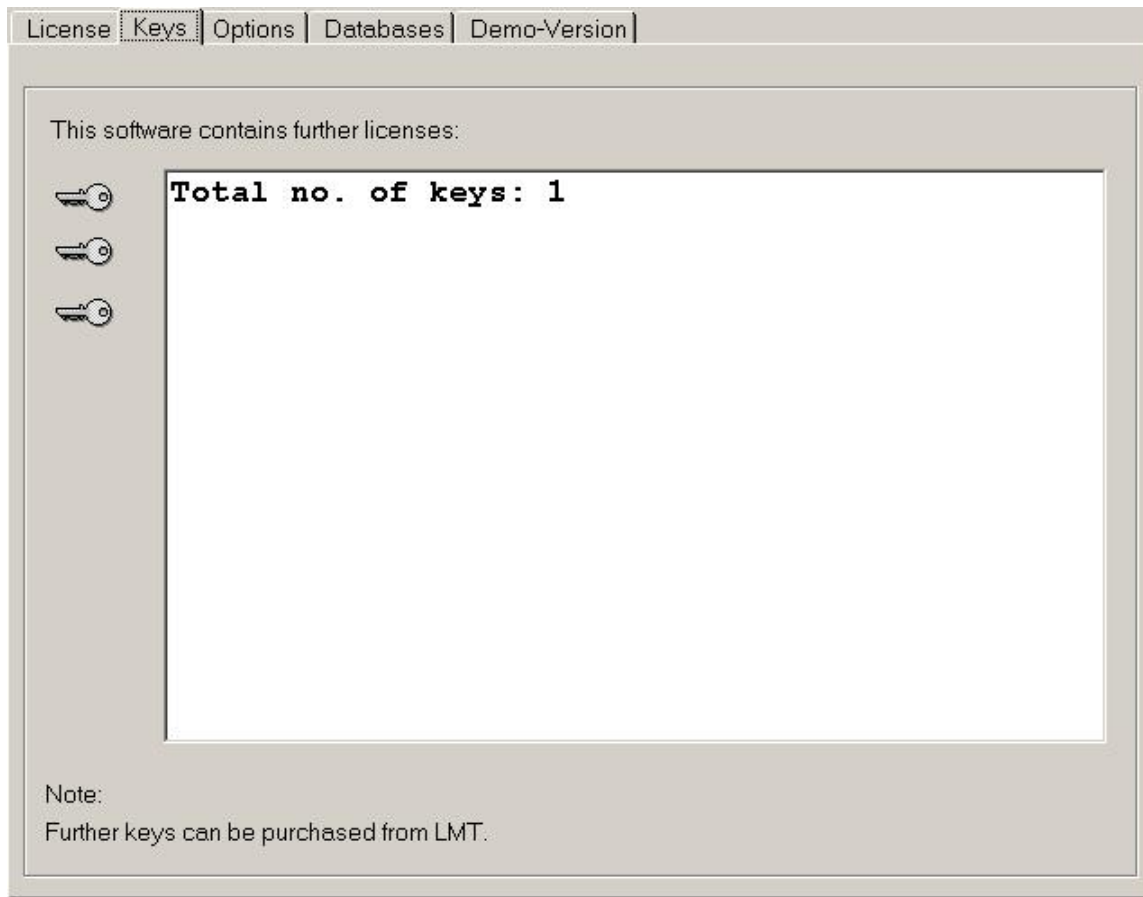 License Keys Options Databases Demo-Version
This software contains further licenses:
Total no. of keys: 1
Note:
Further keys can be purchased from LMT.